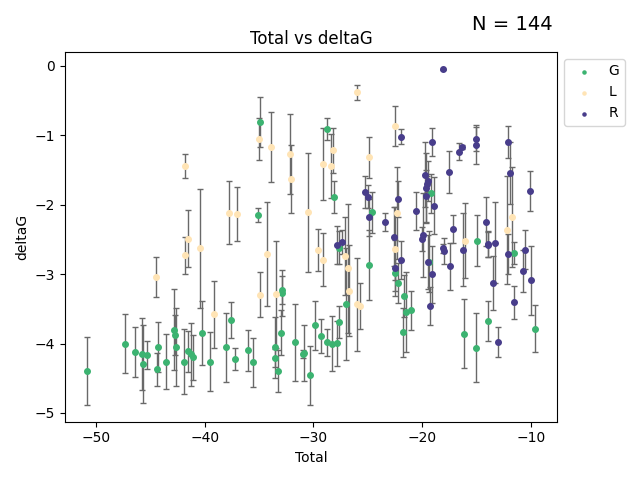 N = 144
Total vs deltaG
G
L
R
deltaG
0
−1
−2
−3
−4
−5
−50 −40 −30 −20 −10
Total